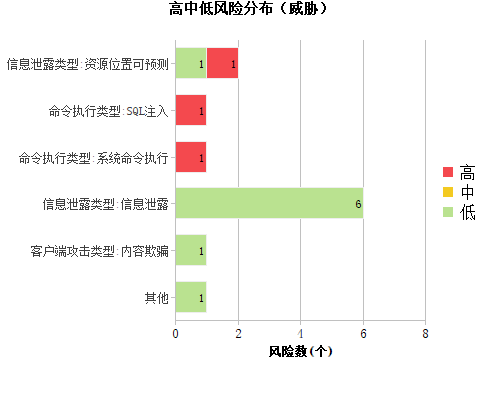 高中低风险分布（威胁）
信息泄露类型:资源位置可预测 1 1
命令执行类型:SQL注入 1
命令执行类型:系统命令执行 1
信息泄露类型:信息泄露 6
客户端攻击类型:内容欺骗 1
其他 1
高
中
低
0 2 4 6 8
风险数(个)